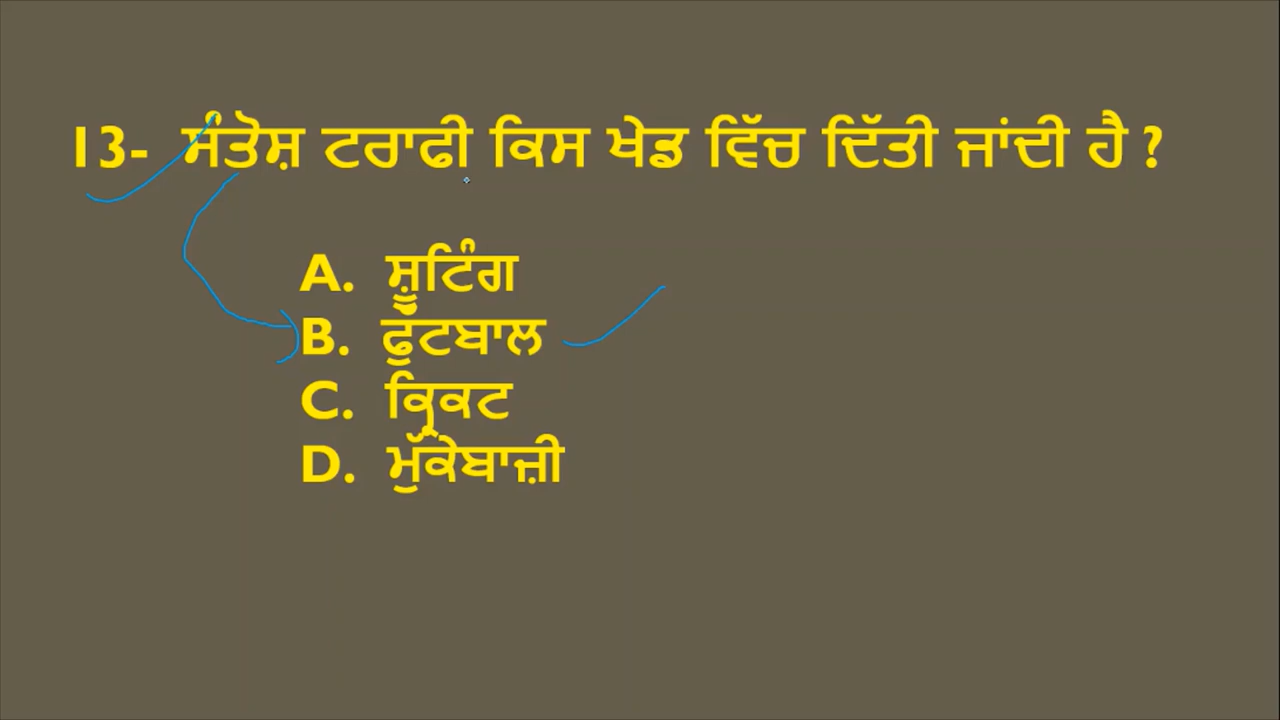 13- ਸੰਤੋਸ਼ ਟਰਾਫੀ ਕਿਸ ਖੇਡ ਵਿੱਚ ਦਿੱਤੀ ਜਾਂਦੀ ਹੈ ?
A. ਸ਼ੂਟਿੰਗ
B. ਫੁੱਟਬਾਲ
C. ਕ੍ਰਿਕਟ
D. ਮੁੱਕੇਬਾਜ਼ੀ